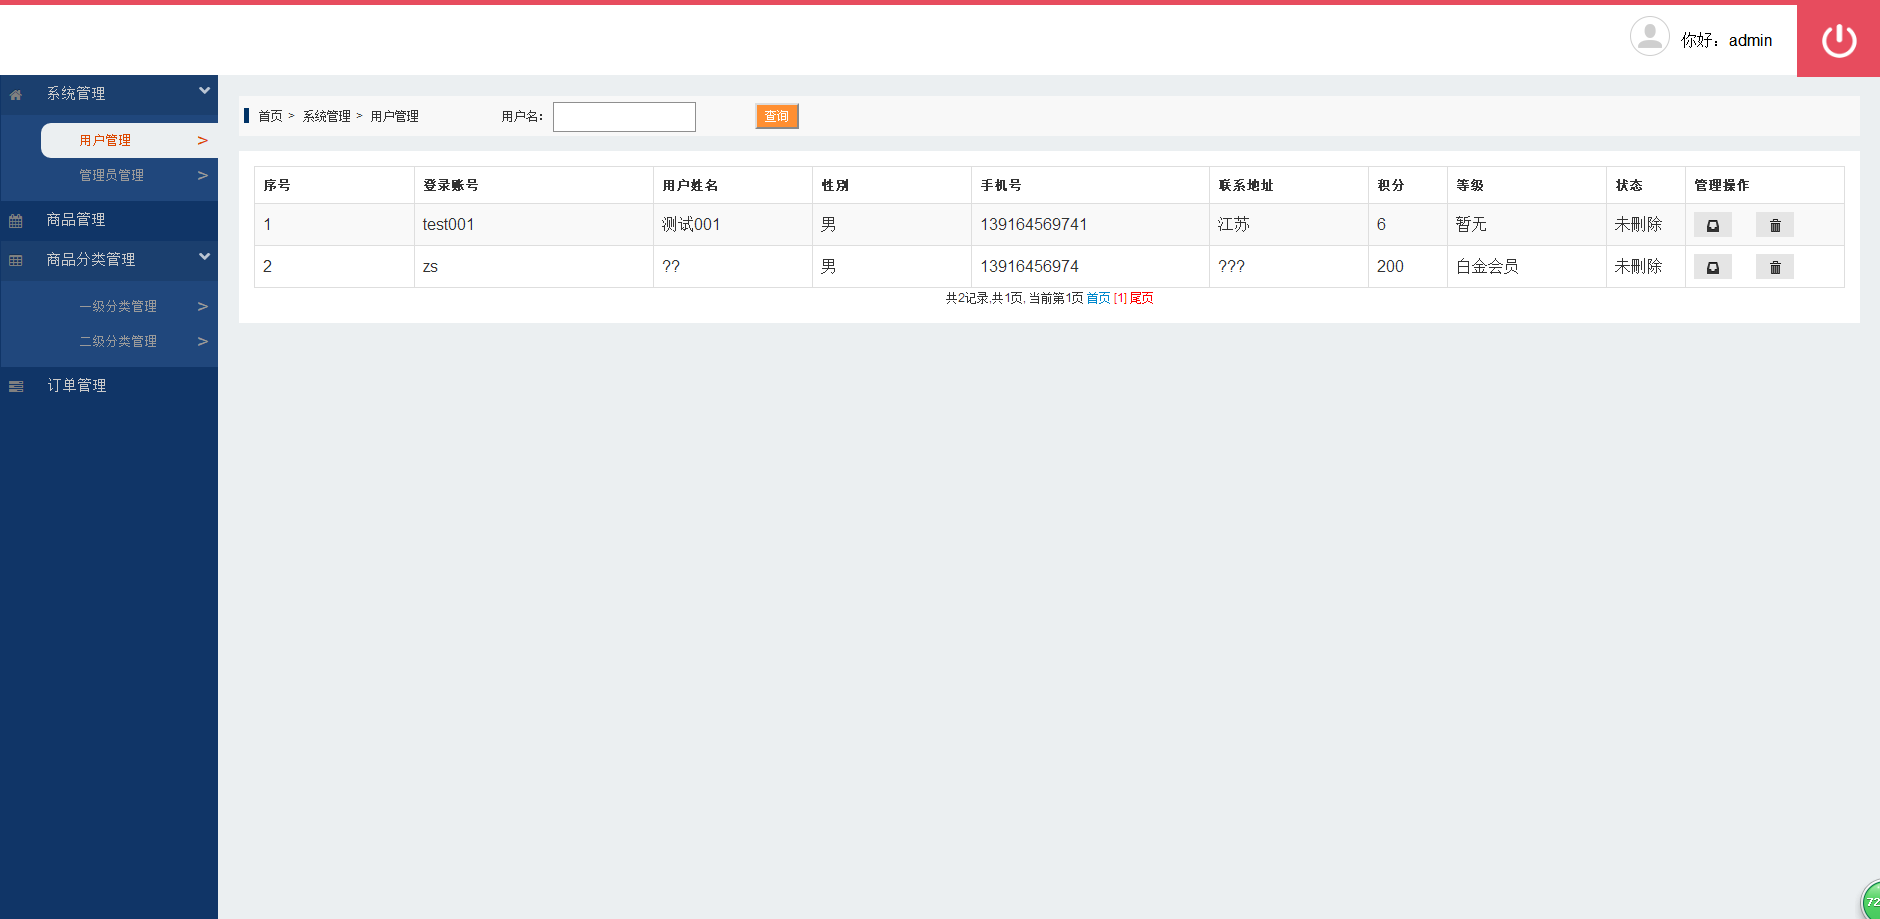 你好：admin
系统管理
用户管理 >
管理员管理 >
商品管理
商品分类管理
一级分类管理 >
二级分类管理 >
订单管理
首页 > 系统管理 > 用户管理 用户名： 查询
序号 登录账号 用户姓名 性别 手机号 联系地址 积分 等级 状态 管理操作
1 test001 测试001 男 139164569741 江苏 6 暂无 未删除
2 zs ?? 男 13916456974 ??? 200 白金会员 未删除
共2记录,共1页, 当前第1页 首页 [1] 尾页
72